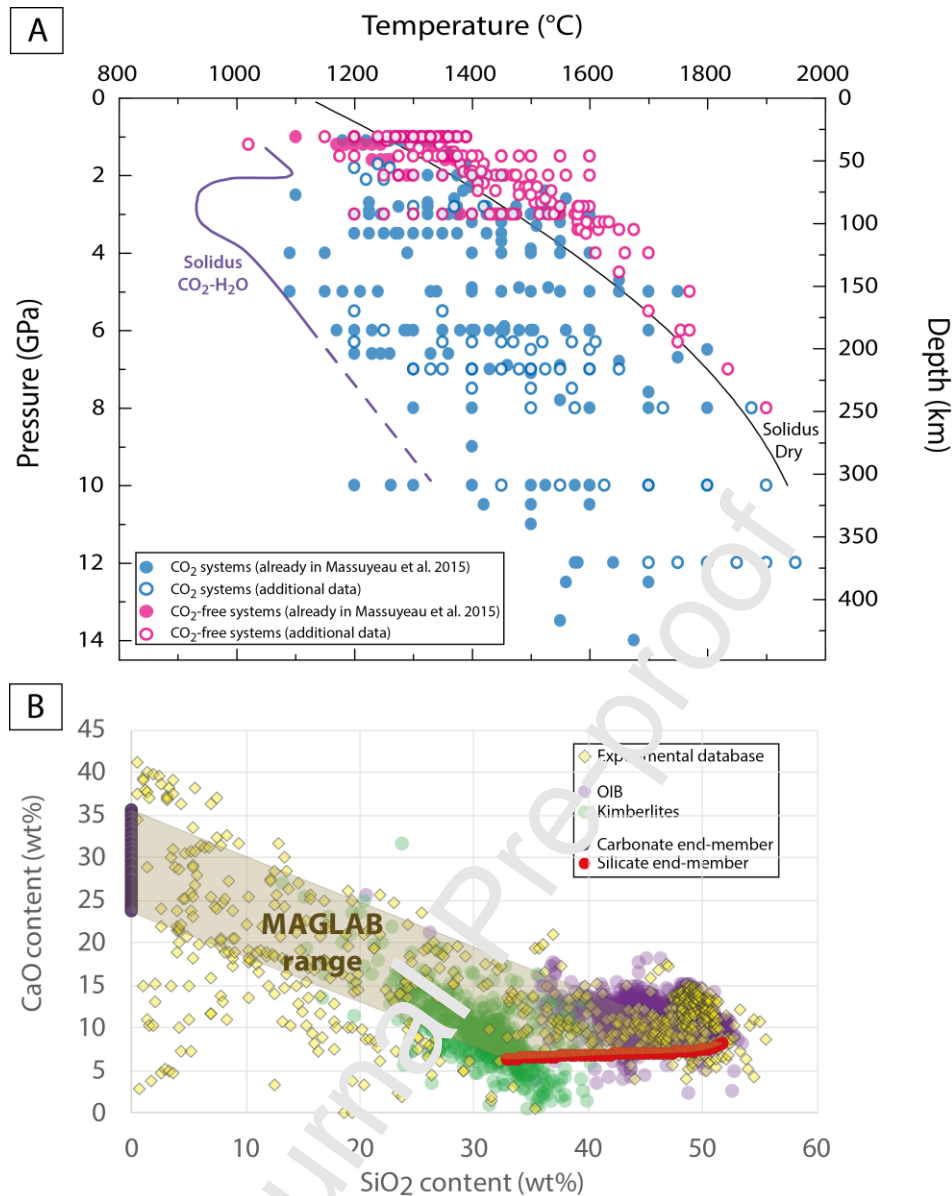 A
Temperature (°C)
800 1000 1200 1400 1600 1800 2000
0 0
50
2
100
4
150
6
200
8
250
10
300
12
350
14
400
Pressure (GPa)
Depth (km)
Solidus
CO2-H2O
Solidus
Dry
CO2 systems (already in Massuyeau et al. 2015)
CO2 systems (additional data)
CO2-free systems (already in Massuyeau et al. 2015)
CO2-free systems (additional data)
B
45
40
35
30
25
20
15
10
5
0
CaO content (wt%)
Experimental database
OIB
Kimberlites
Carbonate end-member
Silicate end-member
MAGLAB
range
0 10 20 30 40 50 60
SiO2 content (wt%)
urnal Pre-proof